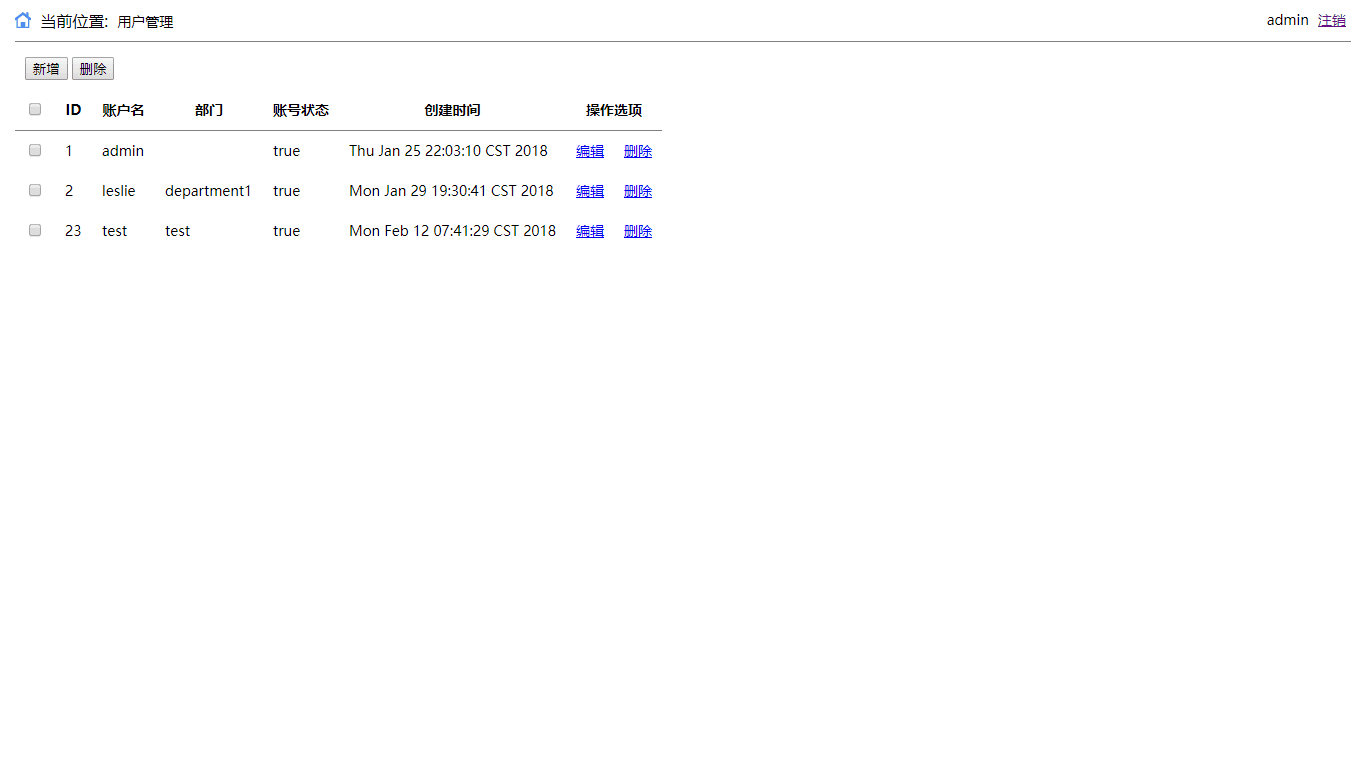 当前位置: 用户管理 admin 注销
新增 删除
ID 账户名 部门 账号状态 创建时间 操作选项
1 admin true Thu Jan 25 22:03:10 CST 2018 编辑 删除
2 leslie department1 true Mon Jan 29 19:30:41 CST 2018 编辑 删除
23 test test true Mon Feb 12 07:41:29 CST 2018 编辑 删除